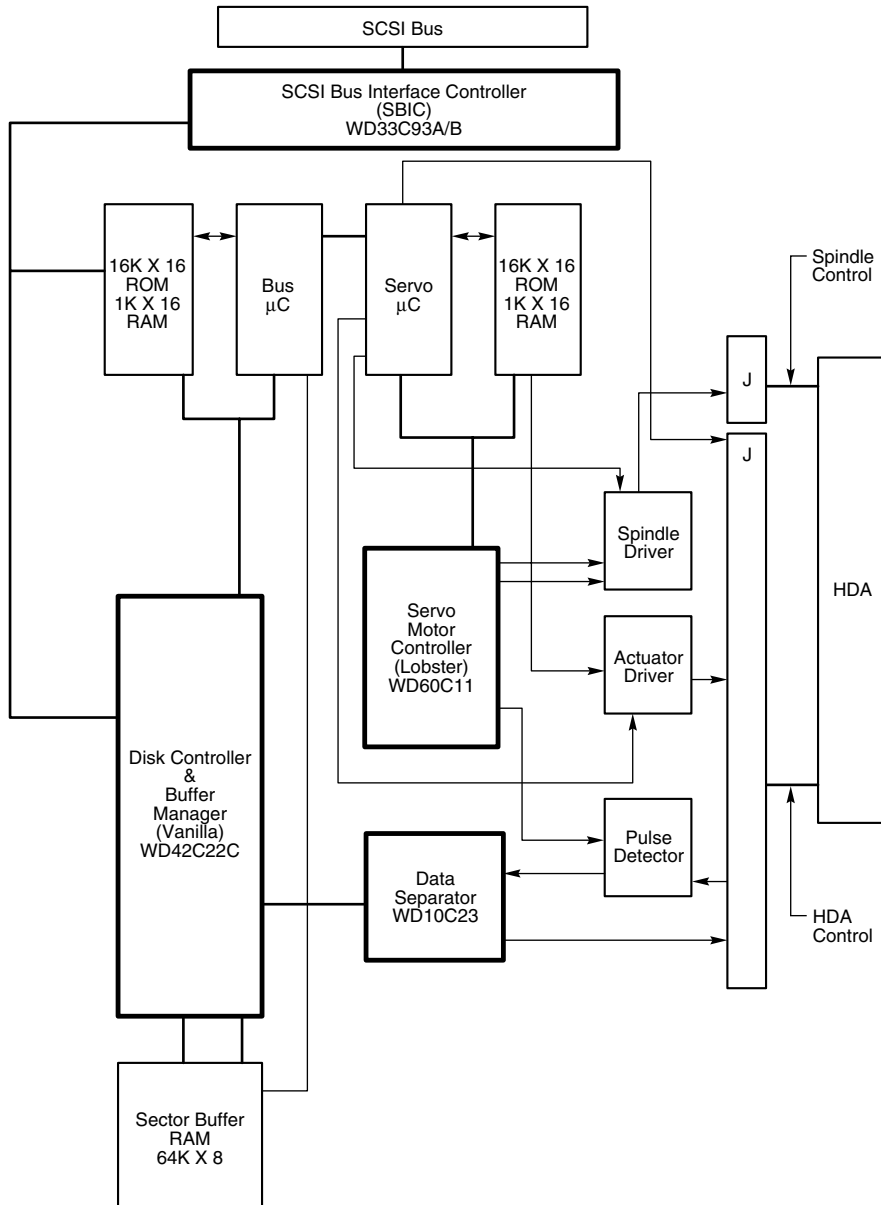 SCSI Bus
SCSI Bus Interface Controller
(SBIC)
WD33C93A/B
16K X 16
ROM
1K X 16
RAM
Bus
μC
Servo
μC
16K X 16
ROM
1K X 16
RAM
Spindle
Control
J
J
HDA
Spindle
Driver
Servo
Motor
Controller
(Lobster)
WD60C11
Actuator
Driver
Disk Controller
&
Buffer
Manager
(Vanilla)
WD42C22C
Data
Separator
WD10C23
Pulse
Detector
HDA
Control
Sector Buffer
RAM
64K X 8